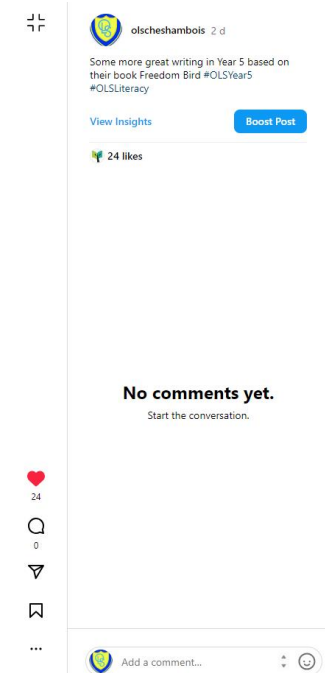 olscheshambois 2 d
Some more great writing in Year 5 based on
their book Freedom Bird #OLSYear5
#OLSLiteracy
View Insights
Boost Post
24 likes
No comments yet.
Start the conversation.
24
0
Add a comment...